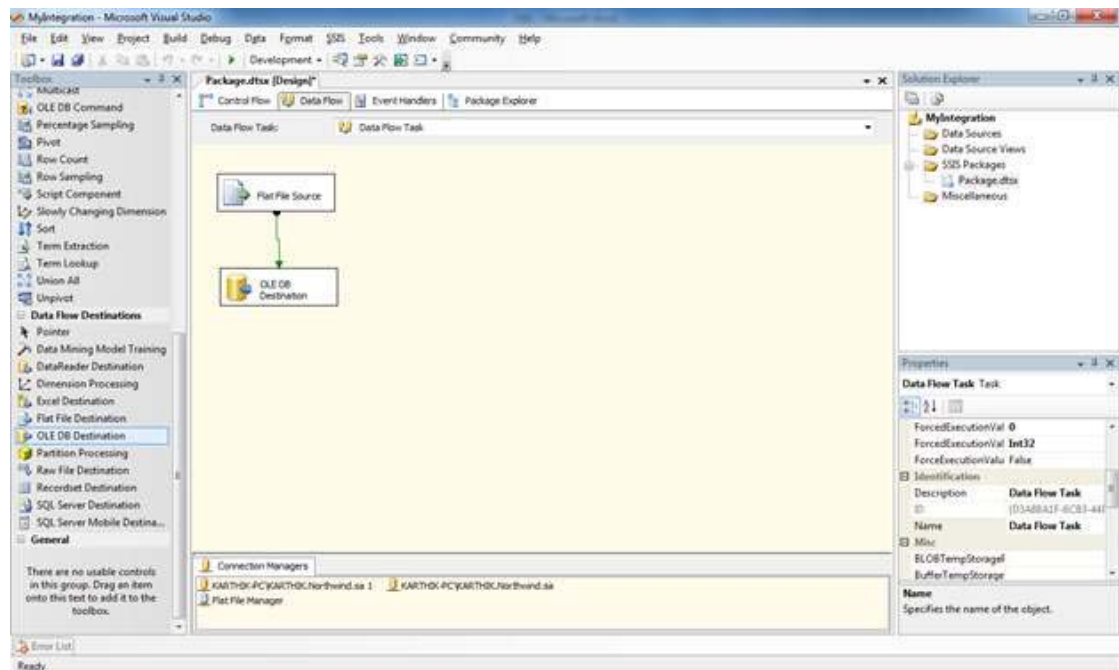 MyIntegration - Microsoft Visual Studio
File Edit View Project Build Debug Data Format SSIS Tools Window Community Help
Development
Toolbox
Multicast
OLE DB Command
Percentage Sampling
Pivot
Row Count
Row Sampling
Script Component
Slowly Changing Dimension
Sort
Term Extraction
Term Lookup
Union All
Unpivot
Data Flow Destinations
Pointer
Data Mining Model Training
DataReader Destination
Dimension Processing
Excel Destination
Flat File Destination
OLE DB Destination
Partition Processing
Raw File Destination
Recordset Destination
SQL Server Destination
SQL Server Mobile Destina...
General
There are no usable controls
in this group. Drag an item
onto this text to add it to the
toolbox.
Package.dtsx [Design]*
Control Flow Data Flow Event Handlers Package Explorer
Data Flow Task: Data Flow Task
Flat File Source
OLE DB
Destination
Connection Managers
KARTHIK-PC\KARTHIK.Northwind.sa 1 KARTHIK-PC\KARTHIK.Northwind.sa
Flat File Manager
Solution Explorer
MyIntegration
Data Sources
Data Source Views
SSIS Packages
Package.dtsx
Miscellaneous
Properties
Data Flow Task Task
ForcedExecutionVal 0
ForcedExecutionVal Int32
ForceExecutionValu False
Identification
Description Data Flow Task
ID
Name Data Flow Task
Misc
BLOBTempStorageF
BufferTempStorage
Name
Specifies the name of the object.
Error List
Ready